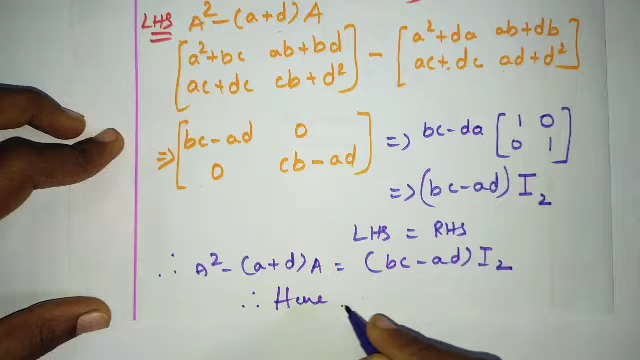 LHS A² - (a+d) A
[a²+bc ab+bd] - [a²+da ab+db]
[ac+dc cb+d²] [ac+dc ad+d²]
⇒ [bc-ad 0] ⇒ bc-da [1 0]
[0 cb-ad] [0 1]
⇒ (bc-ad) I₂
LHS = RHS
∴ A² - (a+d) A = (bc-ad) I₂
∴ Hene